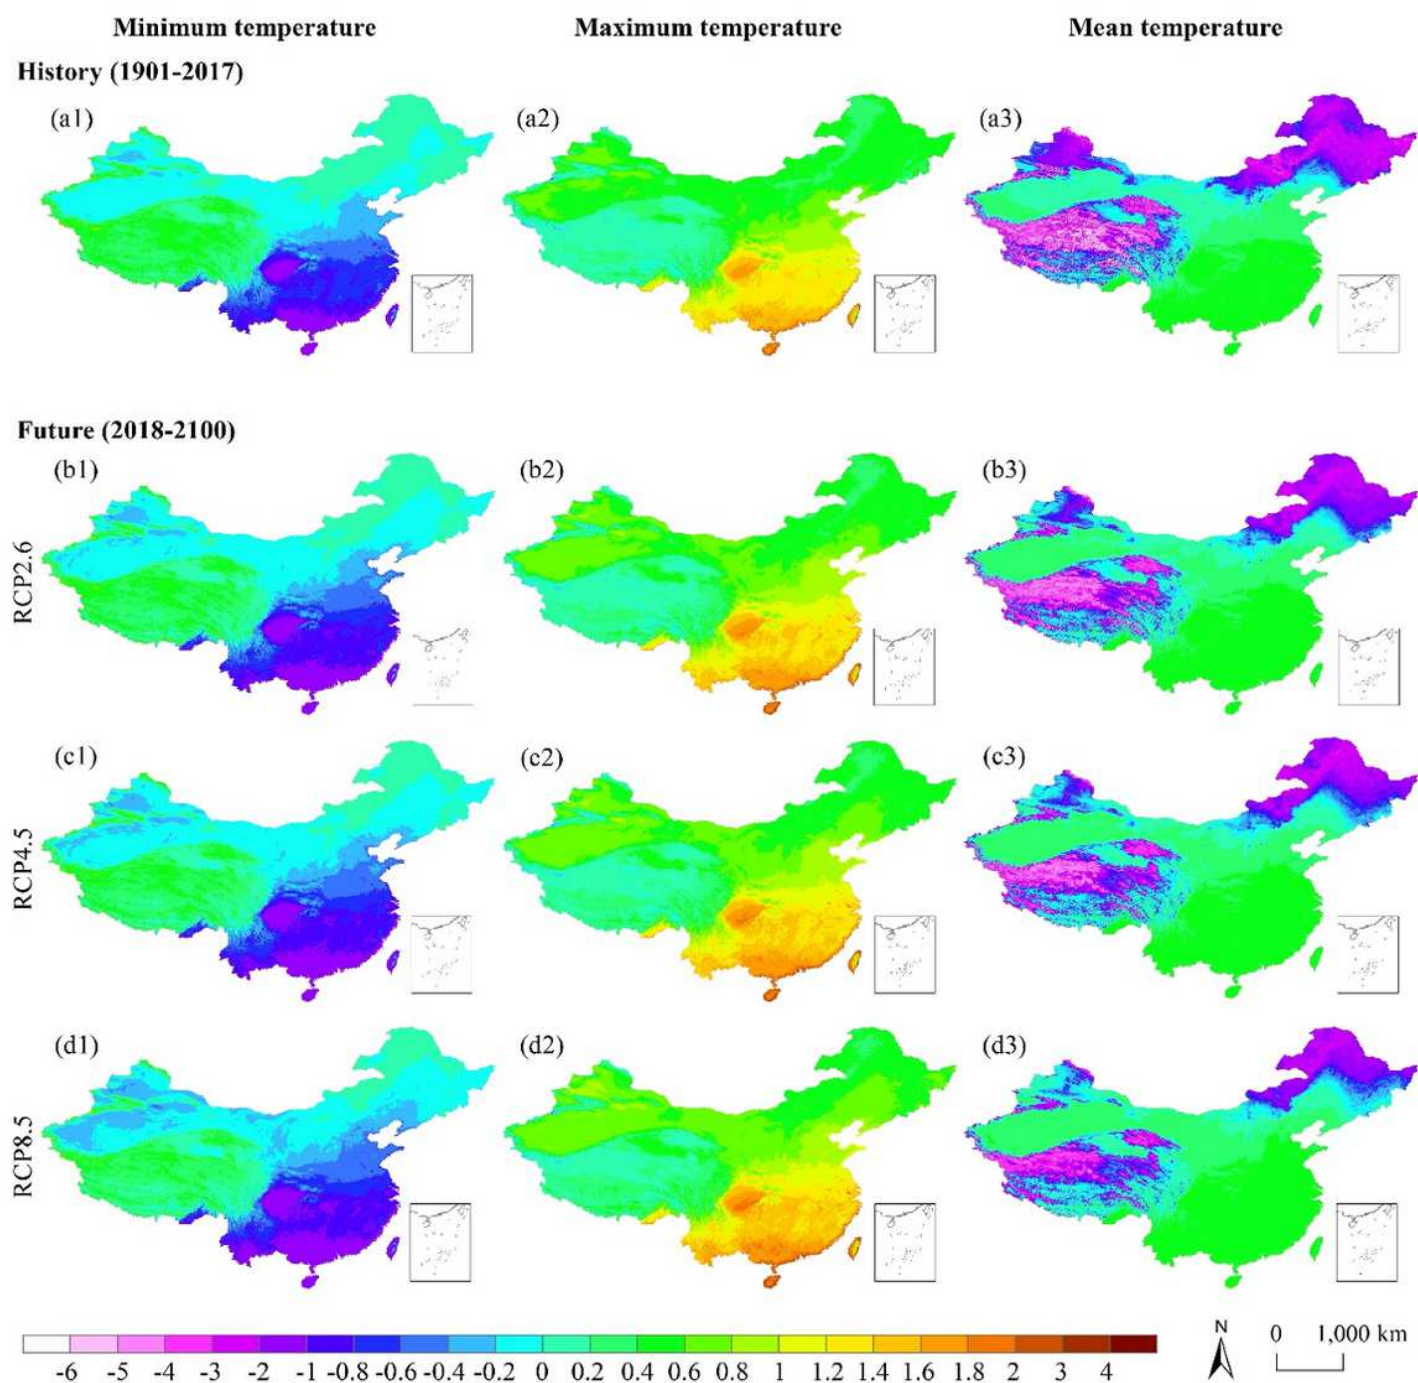 Minimum temperature Maximum temperature Mean temperature
History (1901-2017)
(a1) (a2) (a3)
Future (2018-2100)
(b1) (b2) (b3)
RCP2.6
(c1) (c2) (c3)
RCP4.5
(d1) (d2) (d3)
RCP8.5
-6 -5 -4 -3 -2 -1 -0.8 -0.6 -0.4 -0.2 0 0.2 0.4 0.6 0.8 1 1.2 1.4 1.6 1.8 2 3 4
N
0 1,000 km